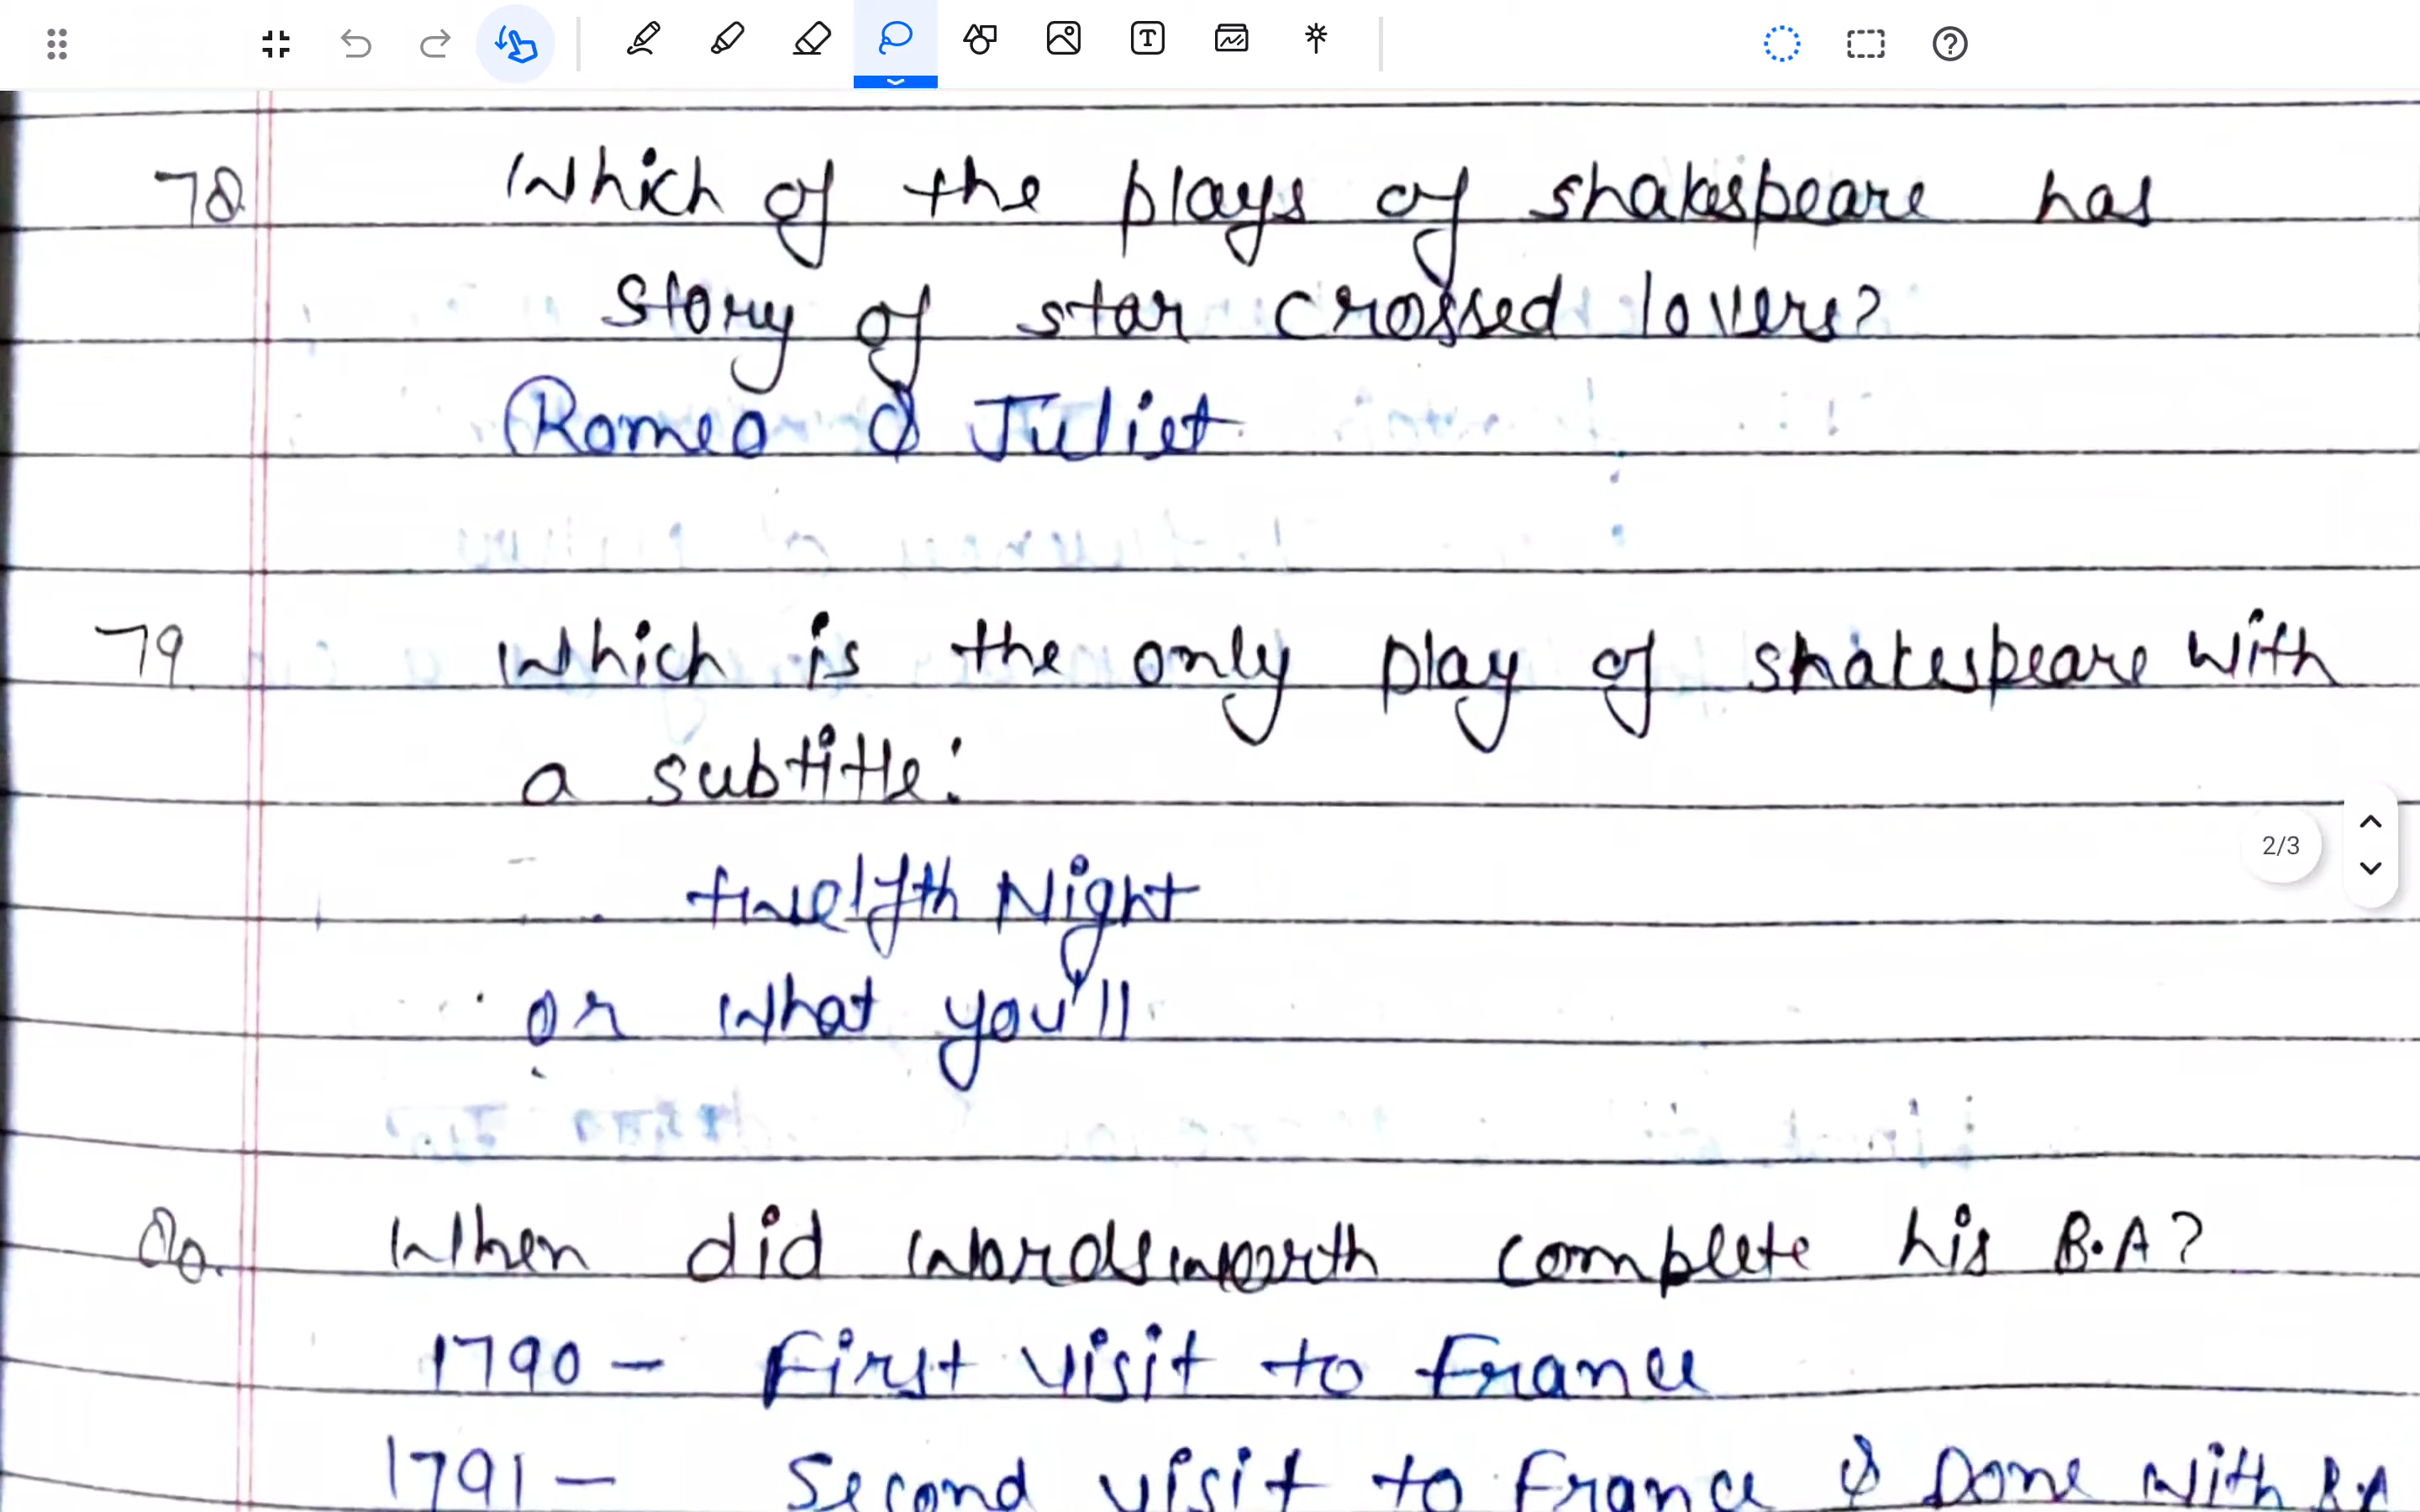 78. Which of the plays of shakespeare has
story of star crossed lovers?
Romeo & Juliet.
79. Which is the only play of shakespeare with
a subtitle:
twelfth Night
or what you'll
2/3
80. When did Wordsworth complete his B.A?
1790 - First visit to France
1791 - Second visit to France & Done with B.A